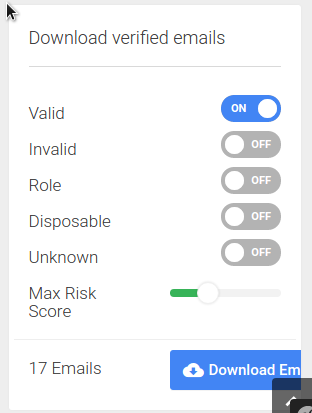 Download verified emails
Valid ON
Invalid OFF
Role OFF
Disposable OFF
Unknown OFF
Max Risk
Score
17 Emails Download Em